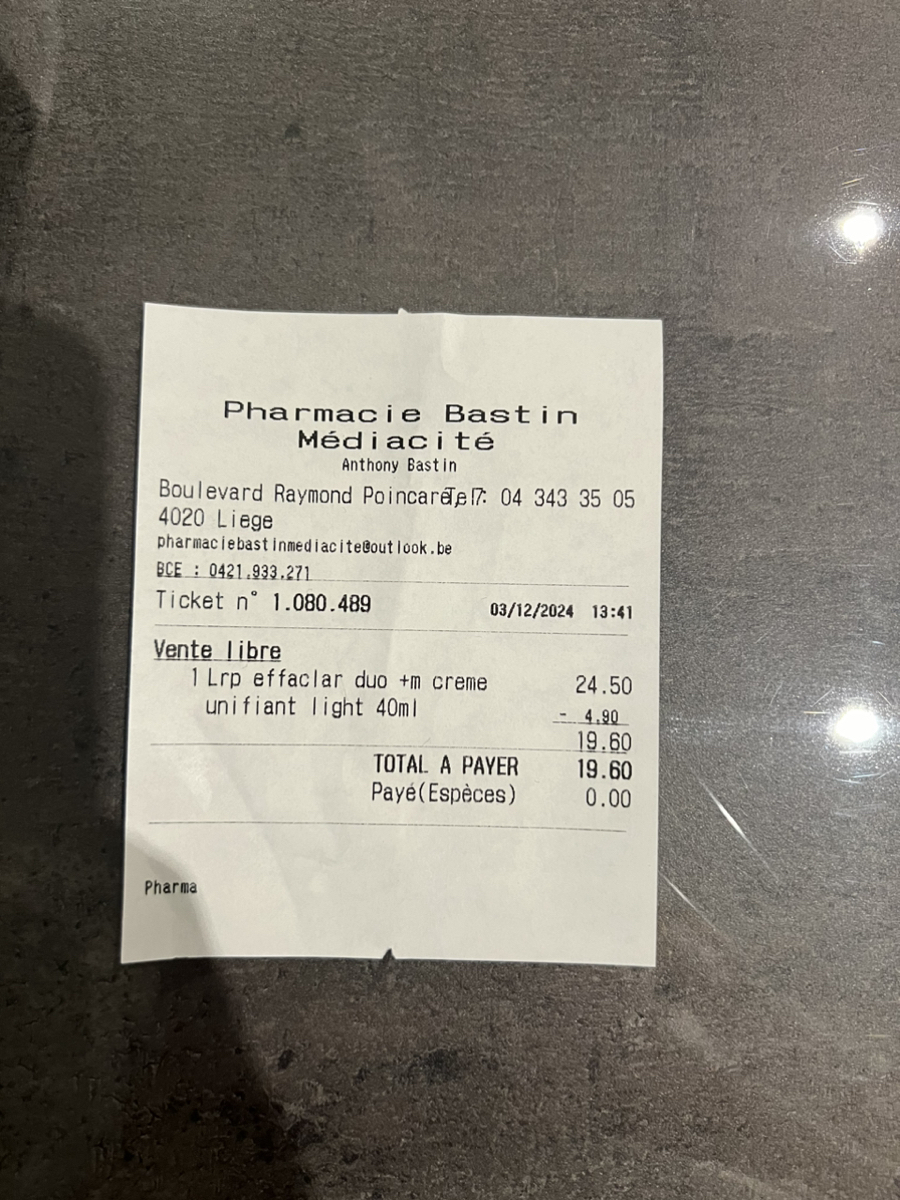 Pharmacie Bastin
Médiacité
Anthony Bastin
Boulevard Raymond Poincaré, 7 Tel : 04 343 35 05
4020 Liege
pharmaciebastinmediacite@outlook.be
BCE : 0421.933.271
Ticket n° 1.080.489 03/12/2024 13:41
Vente libre
1 Lrp effaclar duo +m creme 24.50
unifiant light 40ml - 4.90
19.60
TOTAL A PAYER 19.60
Payé(Espèces) 0.00
Pharma